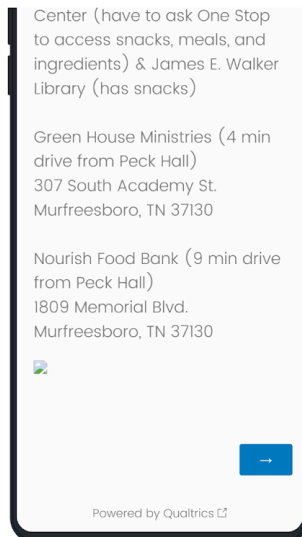 Center (have to ask One Stop
to access snacks, meals, and
ingredients) & James E. Walker
Library (has snacks)
Green House Ministries (4 min
drive from Peck Hall)
307 South Academy St.
Murfreesboro, TN 37130
Nourish Food Bank (9 min drive
from Peck Hall)
1809 Memorial Blvd.
Murfreesboro, TN 37130
→
Powered by Qualtrics